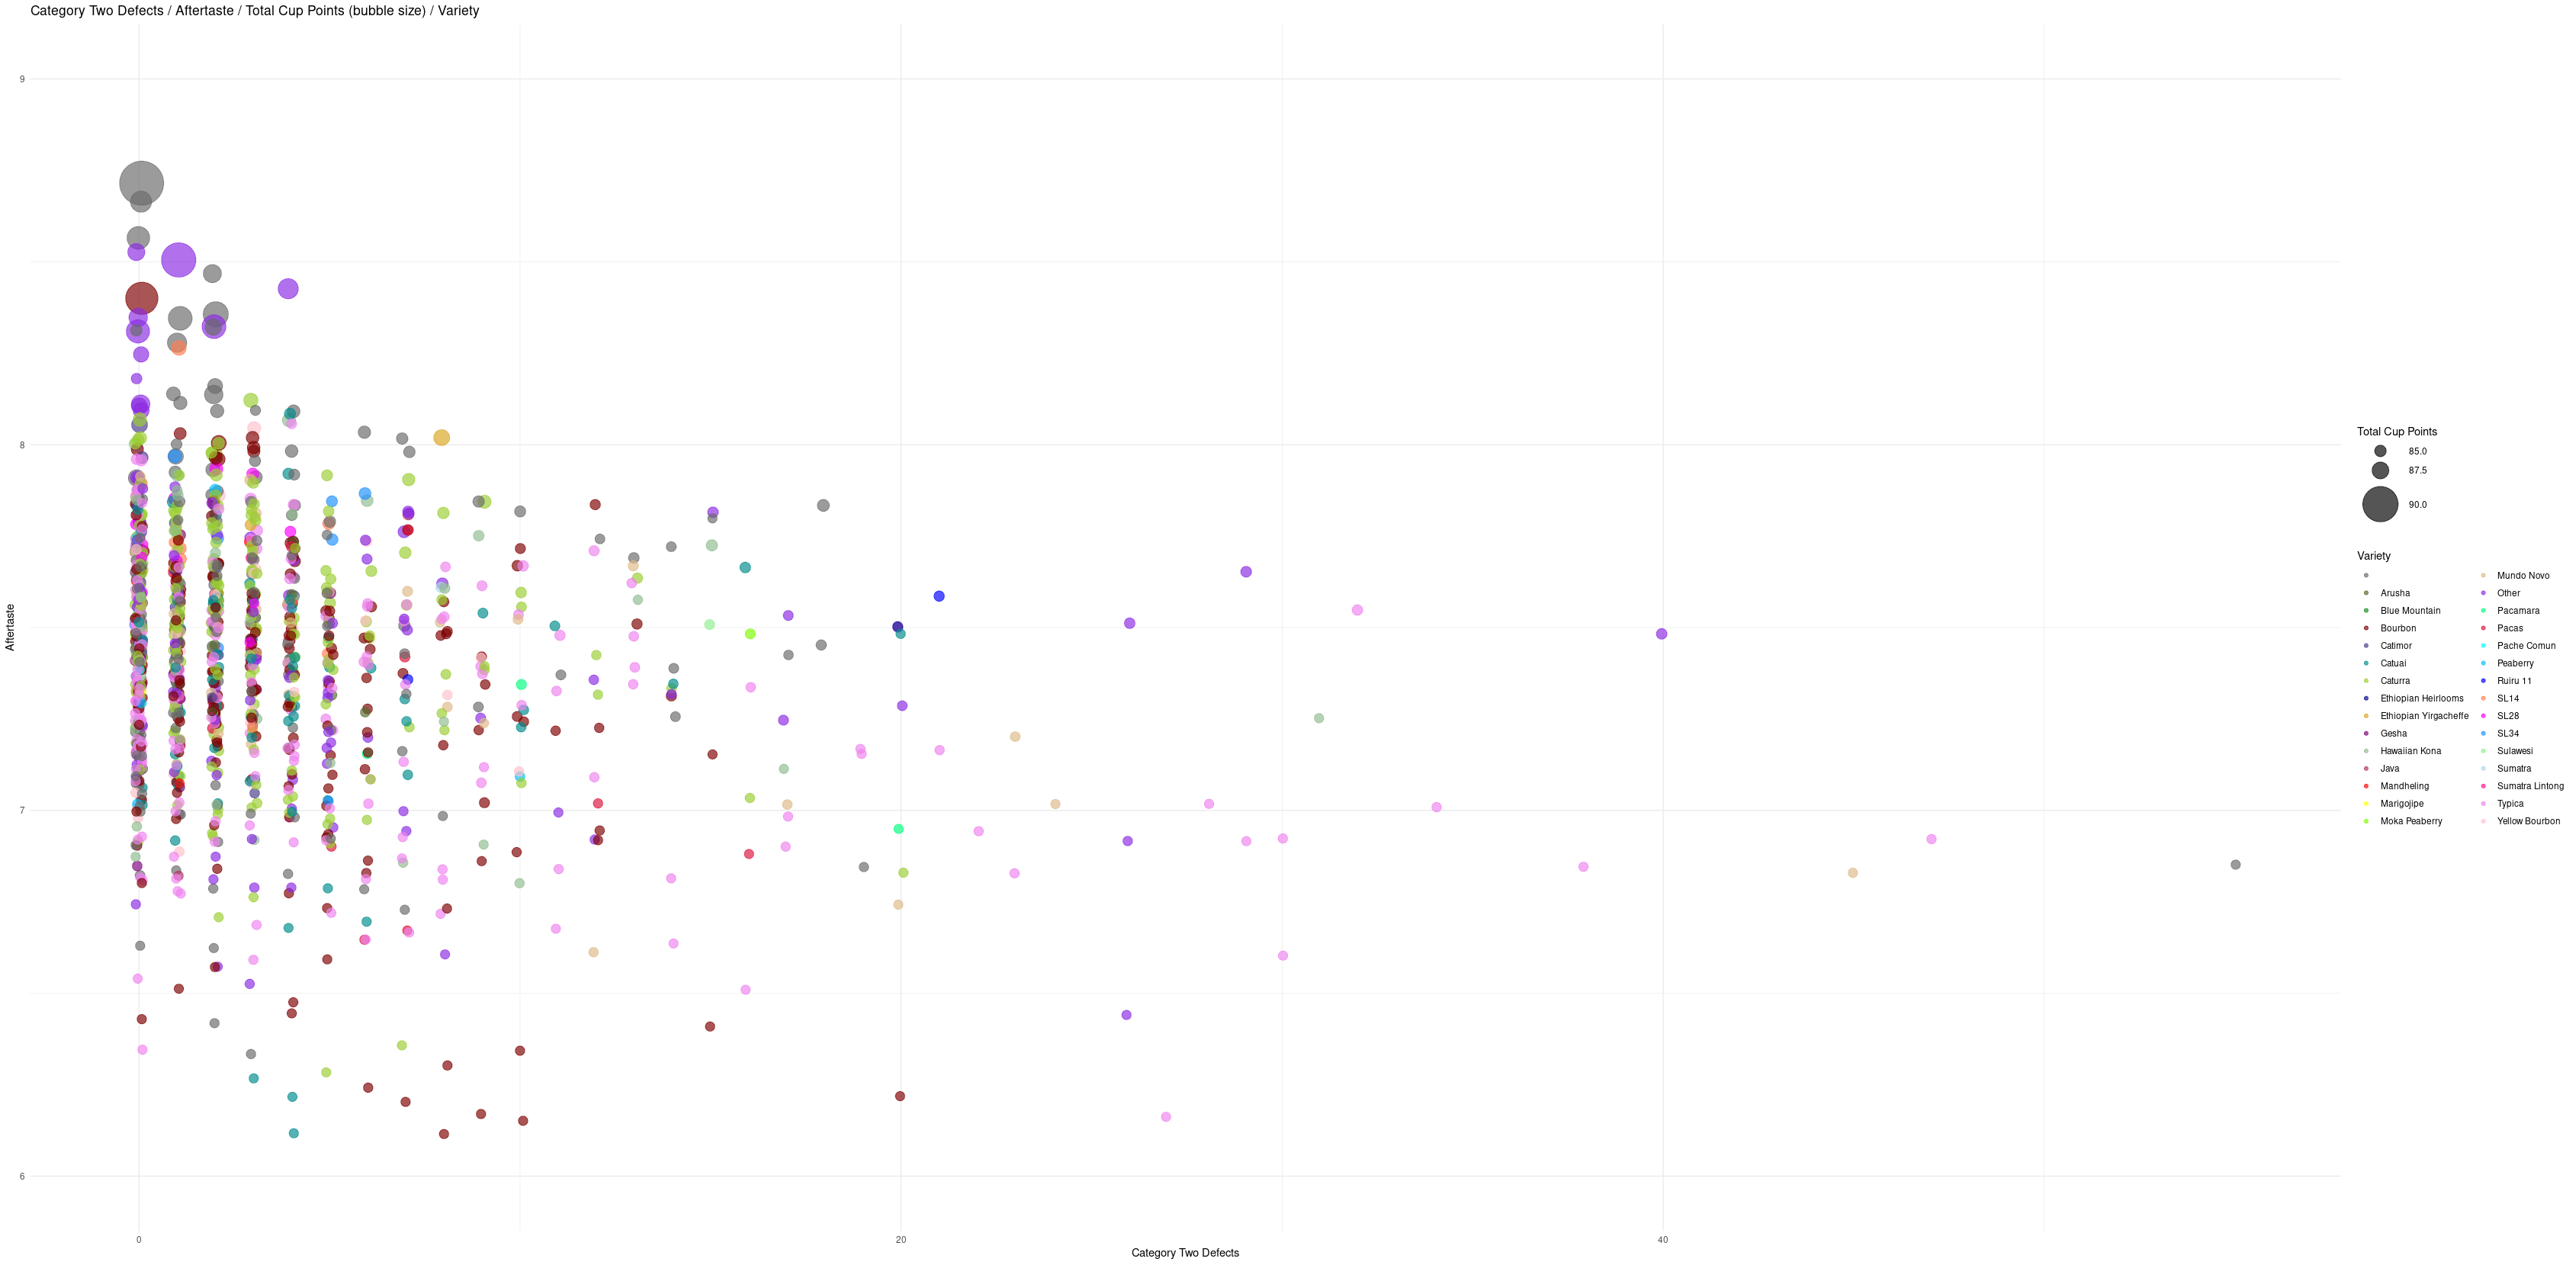 Category Two Defects / Aftertaste / Total Cup Points (bubble size) / Variety
9
8
7
6
Aftertaste
0
20
40
Category Two Defects
Total Cup Points
85.0
87.5
90.0
Variety
Arusha
Blue Mountain
Bourbon
Catimor
Catuai
Caturra
Ethiopian Heirlooms
Ethiopian Yirgacheffe
Gesha
Hawaiian Kona
Java
Mandheling
Marigojipe
Moka Peaberry
Mundo Novo
Other
Pacamara
Pacas
Pache Comun
Peaberry
Ruiru 11
SL14
SL28
SL34
Sulawesi
Sumatra
Sumatra Lintong
Typica
Yellow Bourbon